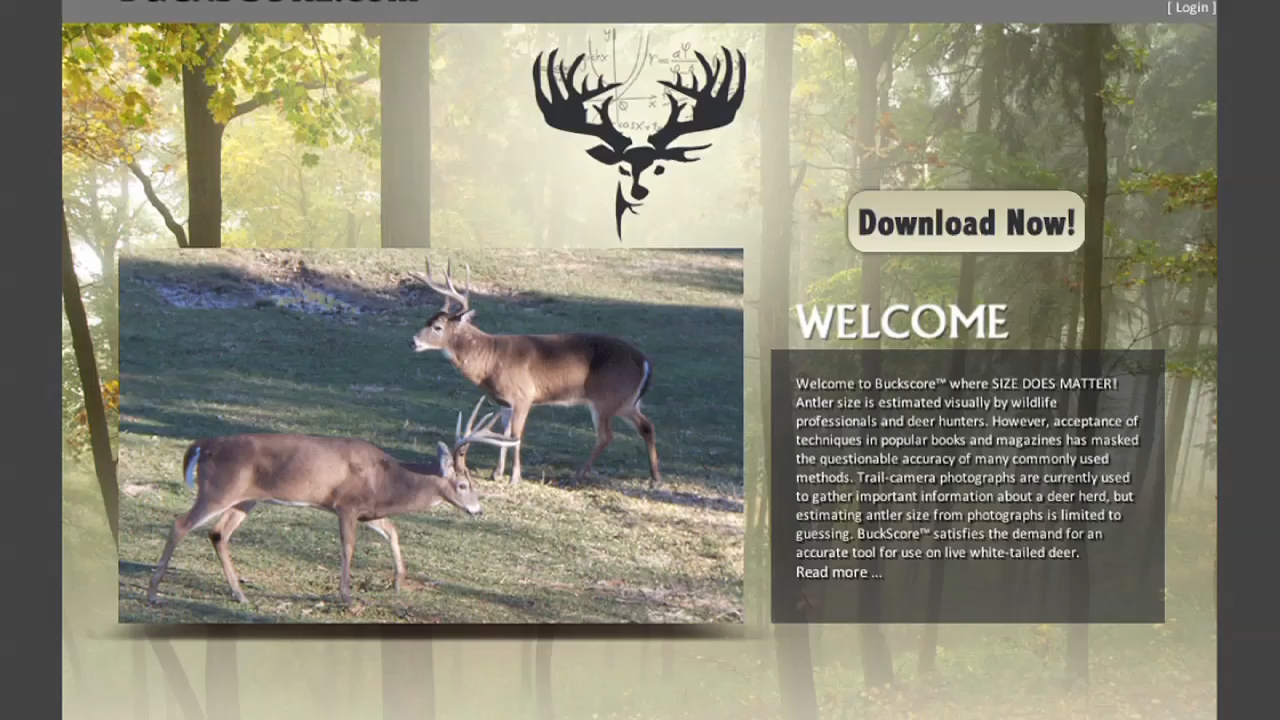 [ Login ]
Download Now!
WELCOME
Welcome to Buckscore™ where SIZE DOES MATTER!
Antler size is estimated visually by wildlife
professionals and deer hunters. However, acceptance of
techniques in popular books and magazines has masked
the questionable accuracy of many commonly used
methods. Trail-camera photographs are currently used
to gather important information about a deer herd, but
estimating antler size from photographs is limited to
guessing. BuckScore™ satisfies the demand for an
accurate tool for use on live white-tailed deer.
Read more ...